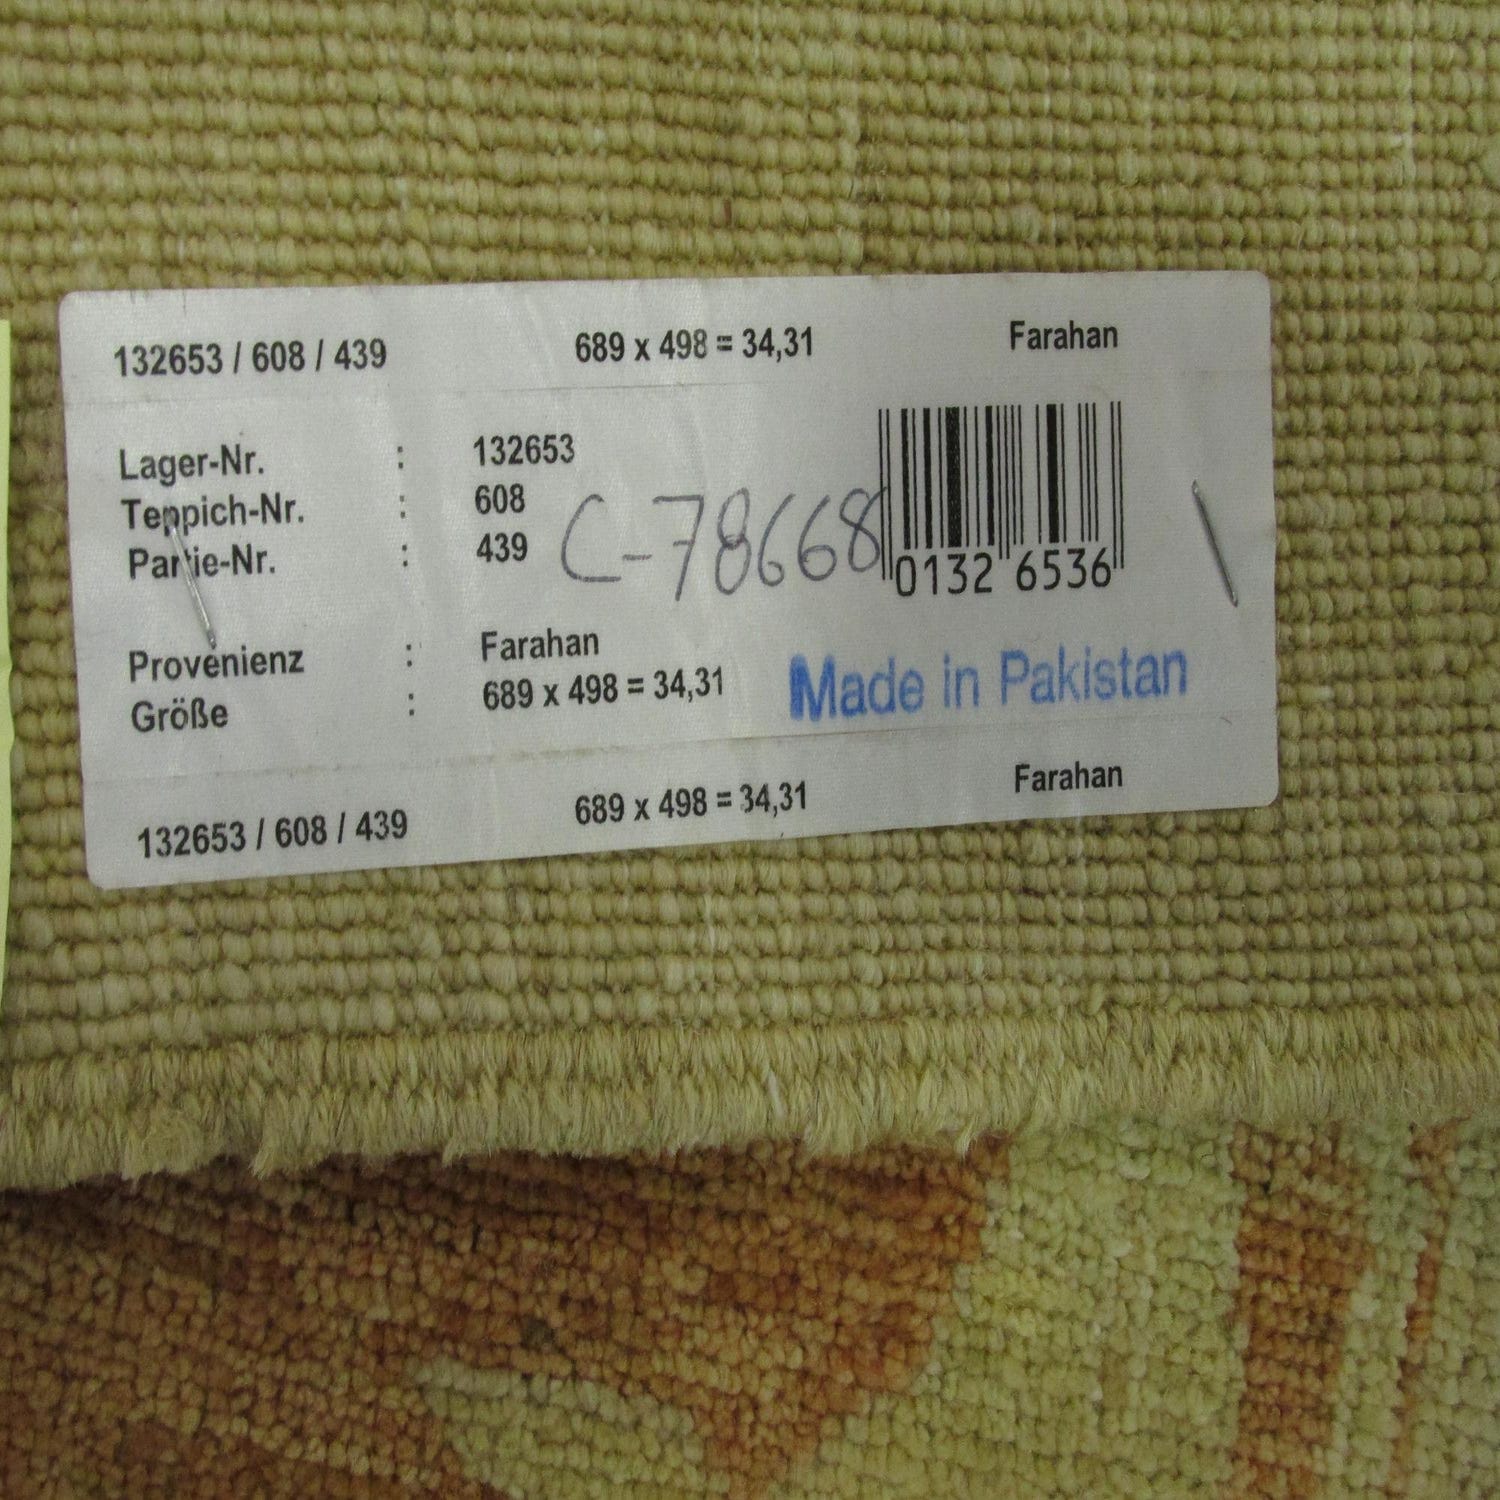 132653 / 608 / 439 689 x 498 = 34,31 Farahan
Lager-Nr. : 132653
Teppich-Nr. : 608
Partie-Nr. : 439
C-78668
0132 6536
Provenienz : Farahan
Größe : 689 x 498 = 34,31
Made in Pakistan
132653 / 608 / 439 689 x 498 = 34,31 Farahan